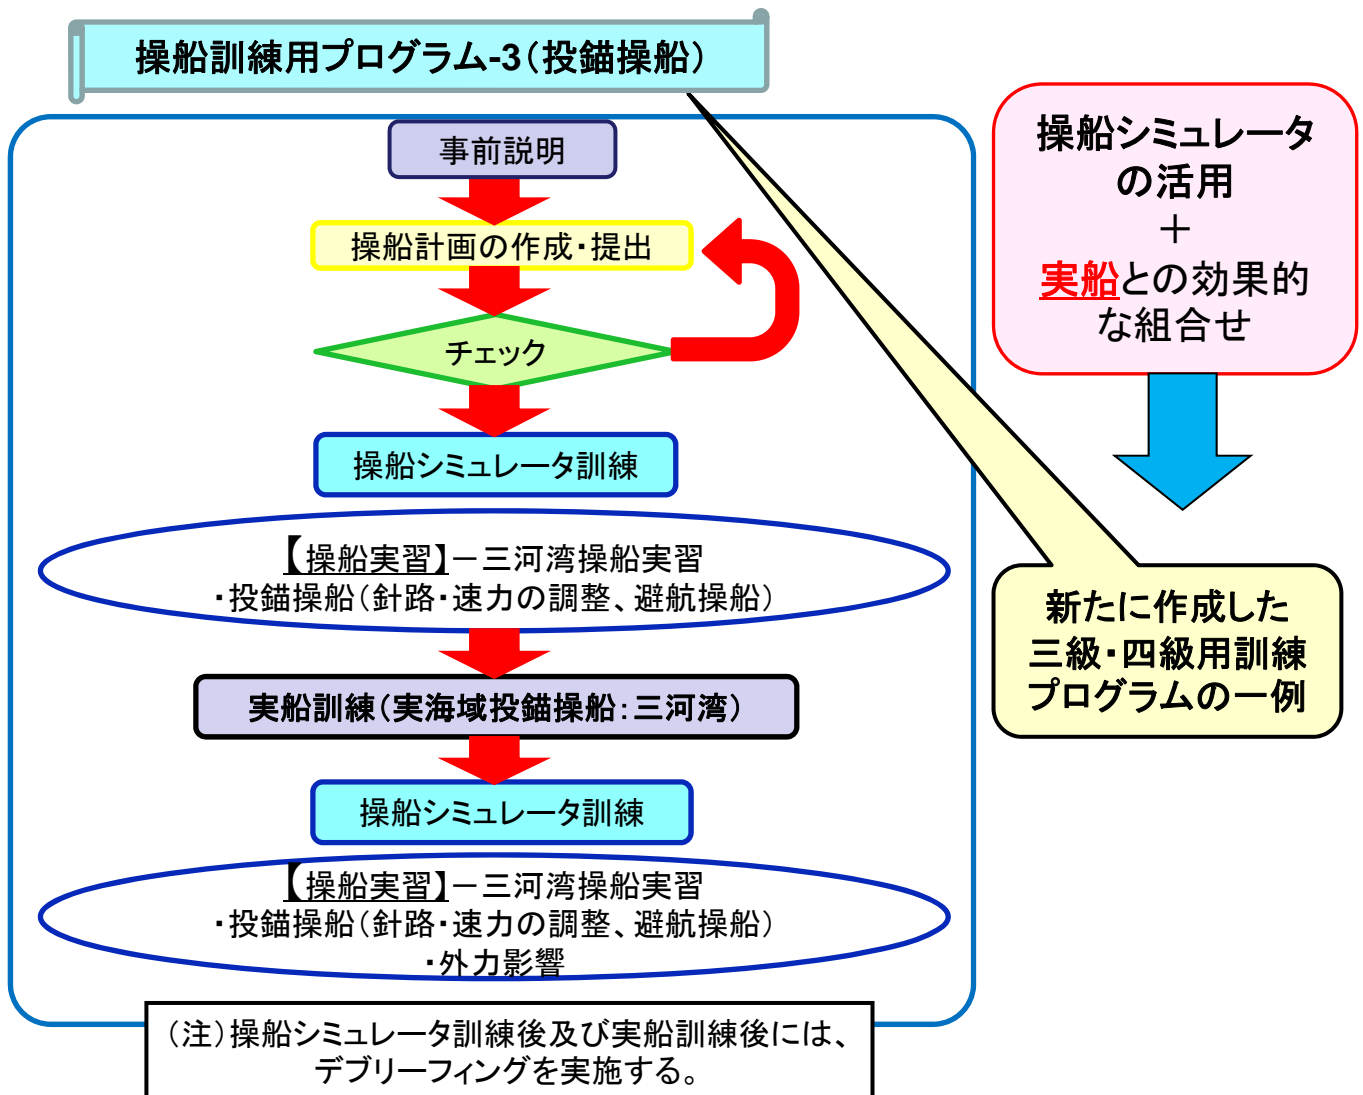 操船訓練用プログラム-3（投錨操船）
事前説明
操船計画の作成・提出
チェック
操船シミュレータ訓練
【操船実習】－三河湾操船実習
・投錨操船（針路・速力の調整、避航操船）
実船訓練（実海域投錨操船：三河湾）
操船シミュレータ訓練
【操船実習】－三河湾操船実習
・投錨操船（針路・速力の調整、避航操船）
・外力影響
（注）操船シミュレータ訓練後及び実船訓練後には、
デブリーフィングを実施する。
操船シミュレータ
の活用
＋
実船との効果的
な組合せ
新たに作成した
三級・四級用訓練
プログラムの一例